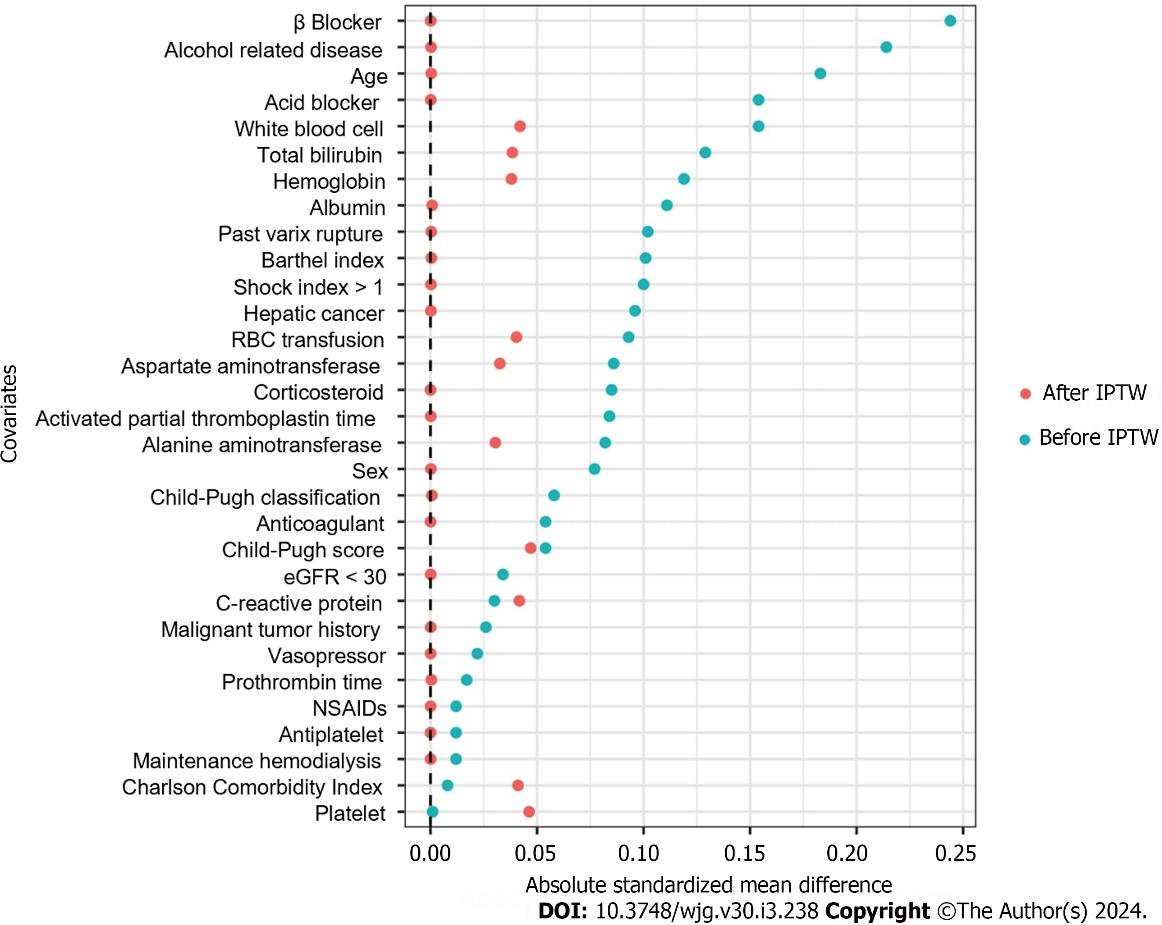 β Blocker
Alcohol related disease
Age
Acid blocker
White blood cell
Total bilirubin
Hemoglobin
Albumin
Past varix rupture
Barthel index
Shock index > 1
Hepatic cancer
RBC transfusion
Aspartate aminotransferase
Corticosteroid
Activated partial thromboplastin time
Alanine aminotransferase
Sex
Child-Pugh classification
Anticoagulant
Child-Pugh score
eGFR < 30
C-reactive protein
Malignant tumor history
Vasopressor
Prothrombin time
NSAIDs
Antiplatelet
Maintenance hemodialysis
Charlson Comorbidity Index
Platelet
Covariates
After IPTW
Before IPTW
0.00 0.05 0.10 0.15 0.20 0.25
Absolute standardized mean difference
DOI: 10.3748/wjg.v30.i3.238 Copyright ©The Author(s) 2024.